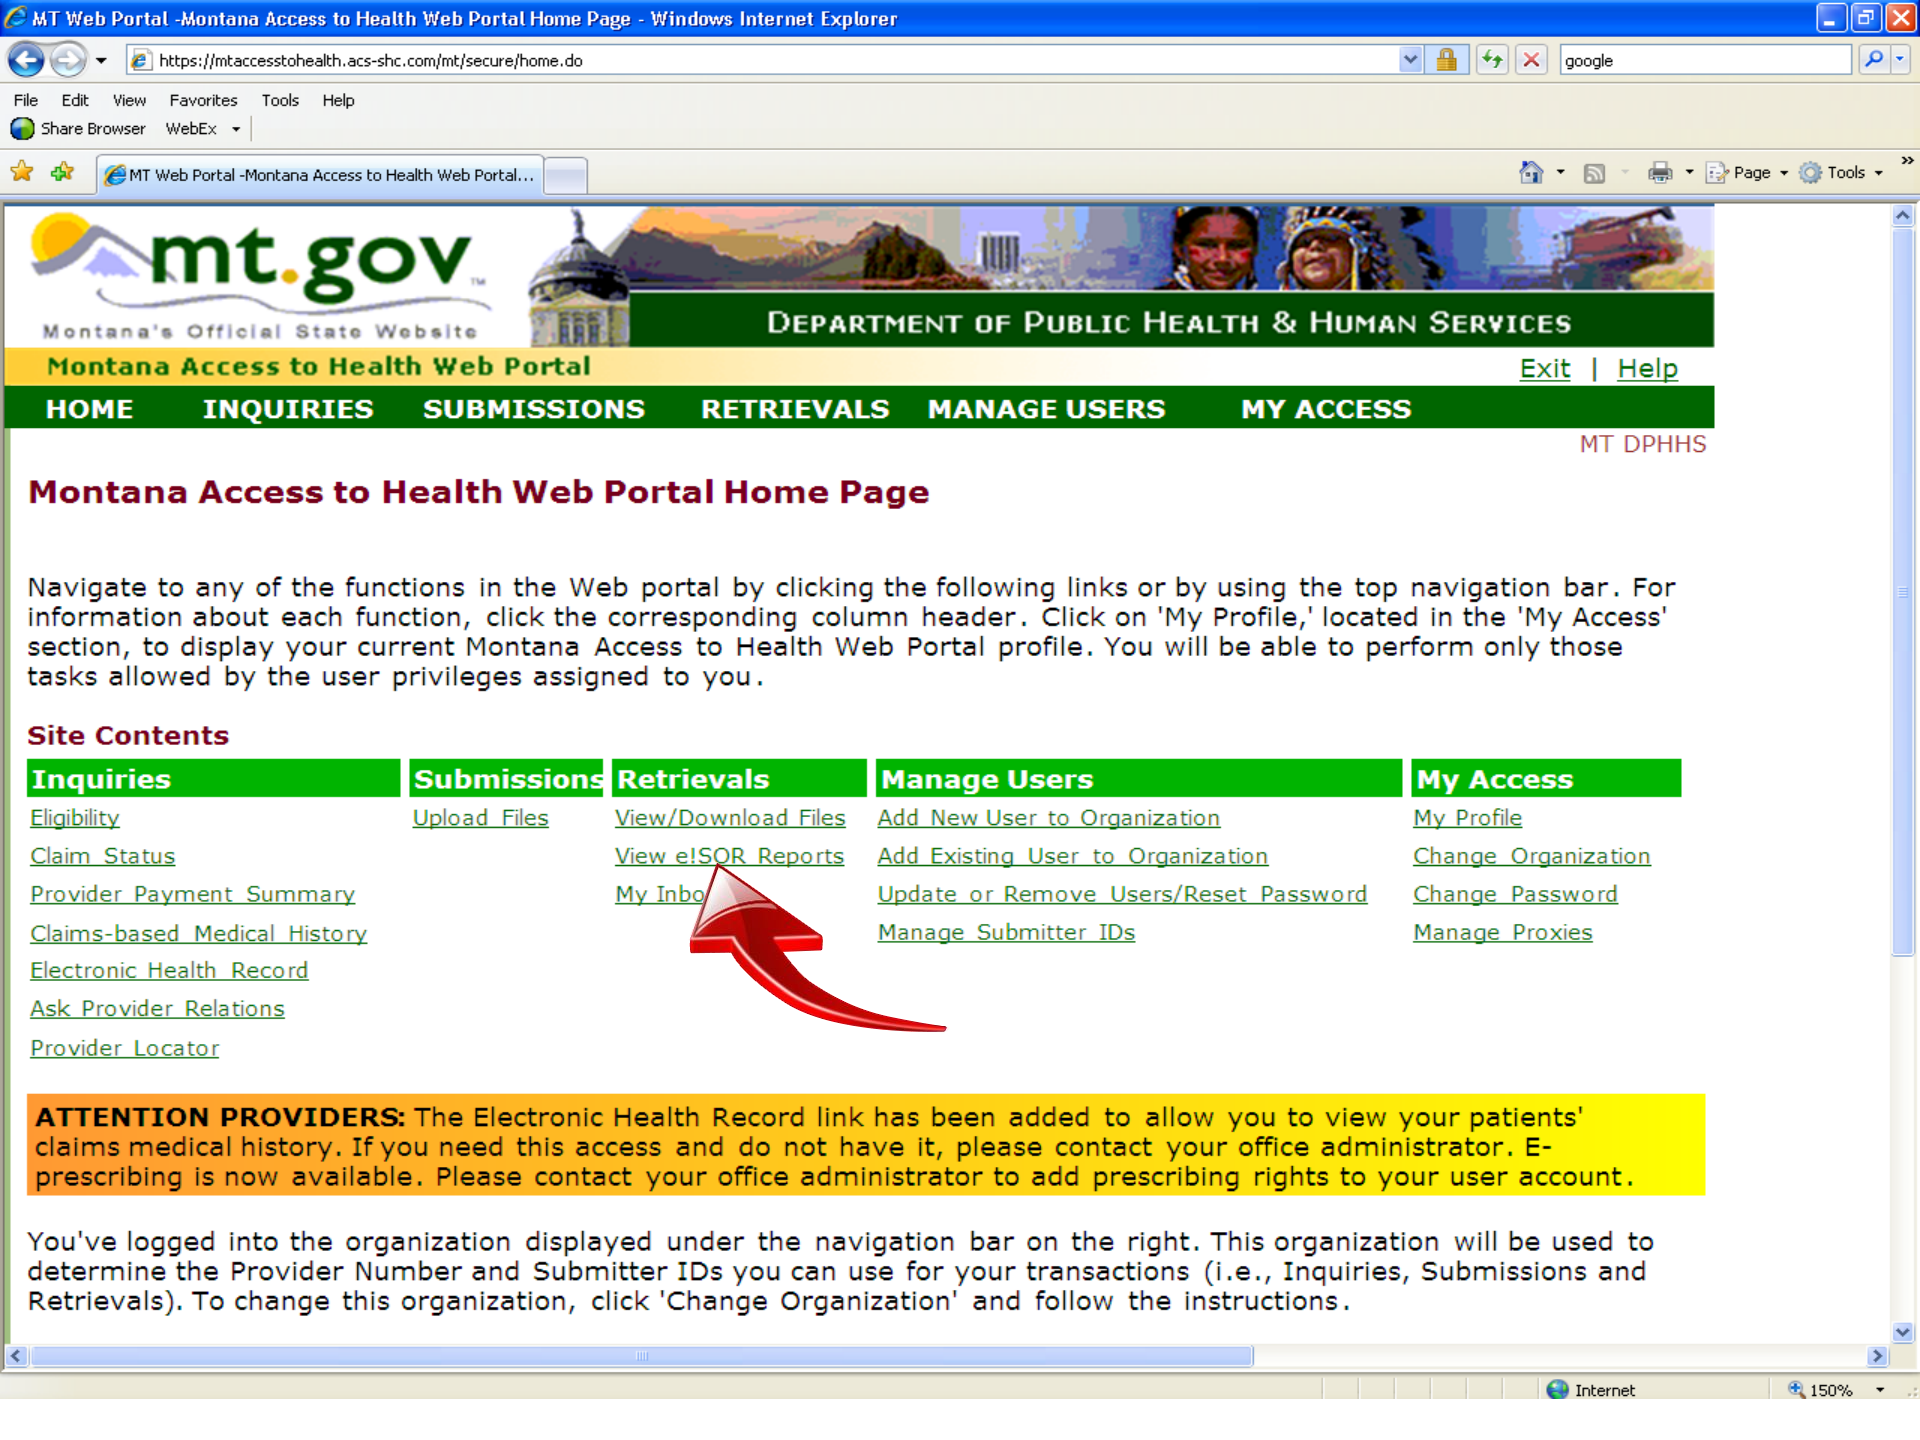 MT Web Portal -Montana Access to Health Web Portal Home Page - Windows Internet Explorer
https://mtaccesstohealth.acs-shc.com/mt/secure/home.do
google
File Edit View Favorites Tools Help
Share Browser WebEx
MT Web Portal -Montana Access to Health Web Portal...
Page Tools »
mt.gov TM
Montana's Official State Website
DEPARTMENT OF PUBLIC HEALTH & HUMAN SERVICES
Montana Access to Health Web Portal
Exit | Help
HOME INQUIRIES SUBMISSIONS RETRIEVALS MANAGE USERS MY ACCESS
MT DPHHS
Montana Access to Health Web Portal Home Page
Navigate to any of the functions in the Web portal by clicking the following links or by using the top navigation bar. For
information about each function, click the corresponding column header. Click on 'My Profile,' located in the 'My Access'
section, to display your current Montana Access to Health Web Portal profile. You will be able to perform only those
tasks allowed by the user privileges assigned to you.
Site Contents
Inquiries
Eligibility
Claim Status
Provider Payment Summary
Claims-based Medical History
Electronic Health Record
Ask Provider Relations
Provider Locator
Submissions
Upload Files
Retrievals
View/Download Files
View e!SOR Reports
My Inbo
Manage Users
Add New User to Organization
Add Existing User to Organization
Update or Remove Users/Reset Password
Manage Submitter IDs
My Access
My Profile
Change Organization
Change Password
Manage Proxies
ATTENTION PROVIDERS: The Electronic Health Record link has been added to allow you to view your patients'
claims medical history. If you need this access and do not have it, please contact your office administrator. E-
prescribing is now available. Please contact your office administrator to add prescribing rights to your user account.
You've logged into the organization displayed under the navigation bar on the right. This organization will be used to
determine the Provider Number and Submitter IDs you can use for your transactions (i.e., Inquiries, Submissions and
Retrievals). To change this organization, click 'Change Organization' and follow the instructions.
Internet
150%